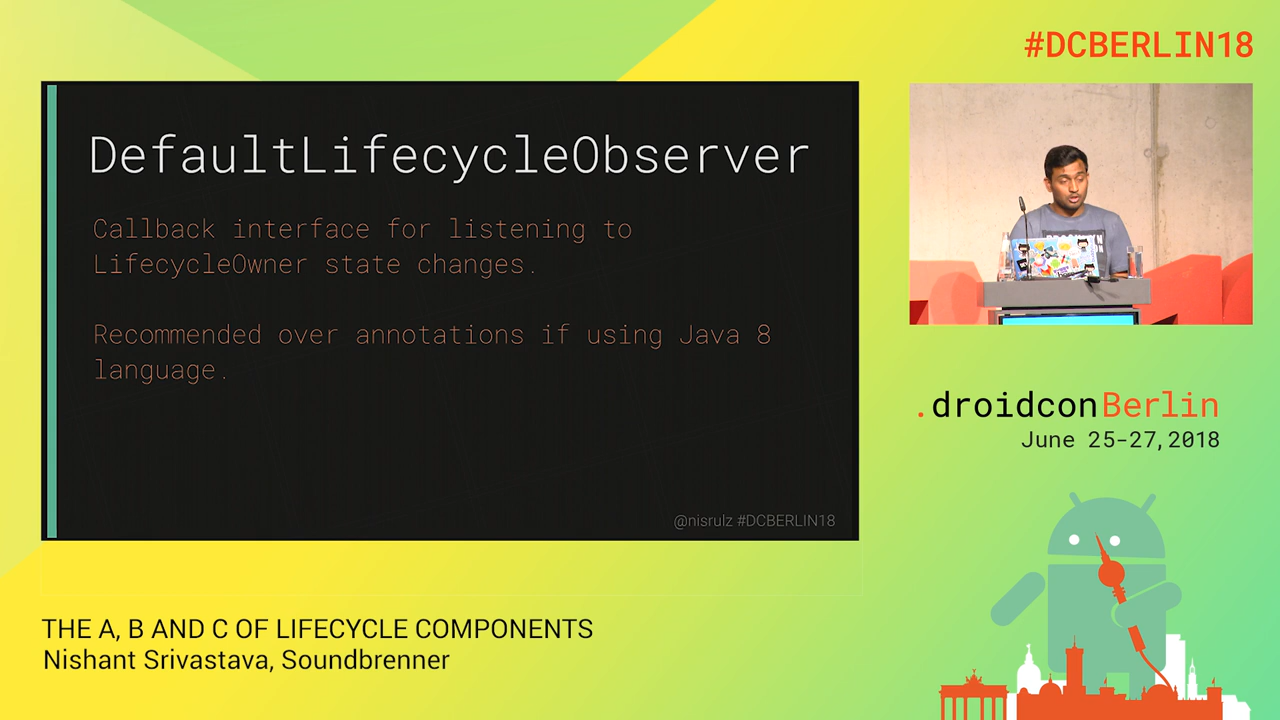 #DCBERLIN18
DefaultLifecycleObserver
Callback interface for listening to
LifecycleOwner state changes.
Recommended over annotations if using Java 8
language.
@nisrulz #DCBERLIN18
.droidconBerlin
June 25-27, 2018
THE A, B AND C OF LIFECYCLE COMPONENTS
Nishant Srivastava, Soundbrenner